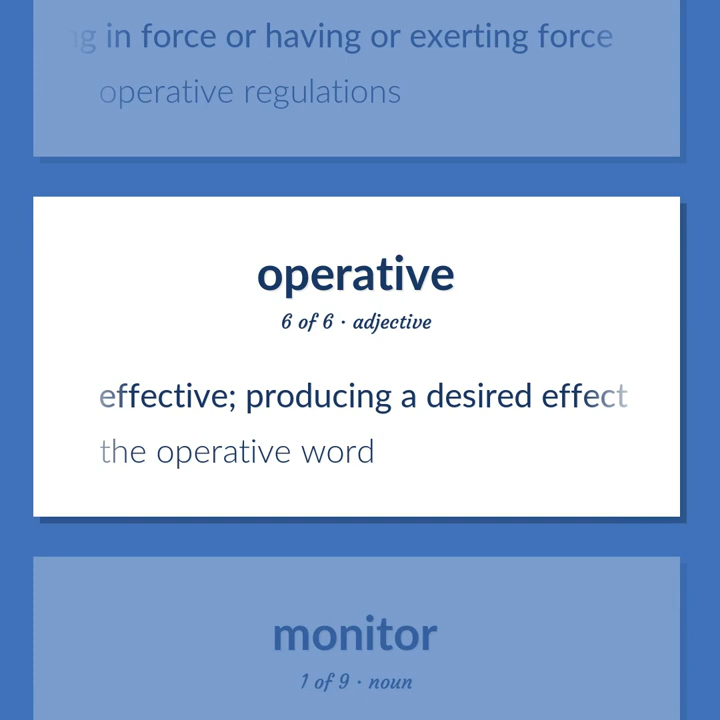 in force or having or exerting force
operative regulations
operative
6 of 6 · adjective
effective; producing a desired effect
the operative word
monitor
1 of 9 · noun